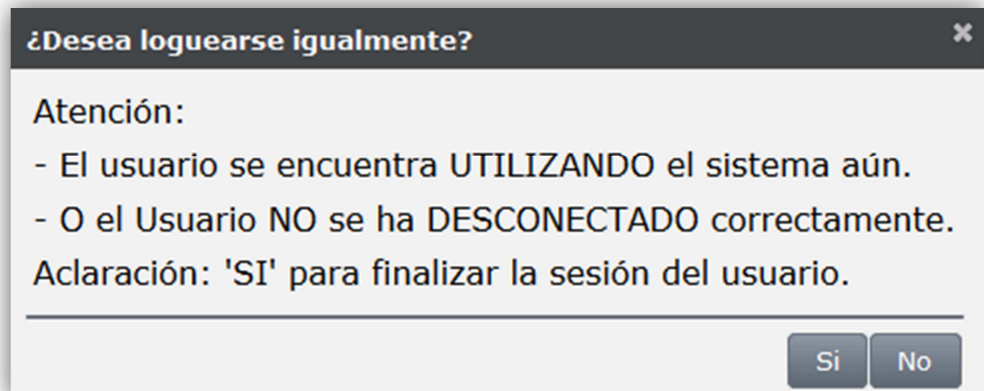 ¿Desea loguearse igualmente?
Atención:
- El usuario se encuentra UTILIZANDO el sistema aún.
- O el Usuario NO se ha DESCONECTADO correctamente.
Aclaración: 'SI' para finalizar la sesión del usuario.
Si No